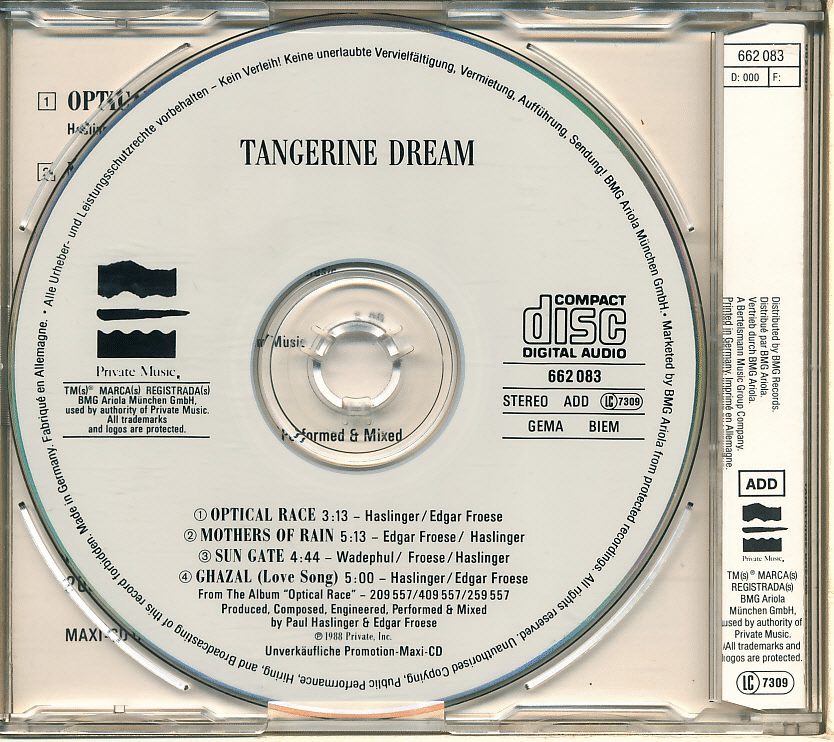 1 OPTICA
Hasling
2
TANGERINE DREAM
• Alle Urheber- und Leistungsschutzrechte vorbehalten – Kein Verleih! Keine unerlaubte Vervielfältigung, Vermietung, Aufführung, Sendung! BMG Ariola München GmbH. • Marketed by BMG Ariola from protected recordings. All rights reserved. Unauthorised Copying, Public Performance, Hiring, and Broadcasting of this record forbidden. Made in Germany. Fabriqué en Allemagne.
Private Music.
TM(s)® MARCA(s) REGISTRADA(s)
BMG Ariola München GmbH,
used by authority of Private Music.
All trademarks
and logos are protected.
Music
Performed & Mixed
COMPACT
disc
DIGITAL AUDIO
662 083
STEREO ADD LC 7309
GEMA BIEM
① OPTICAL RACE 3:13 – Haslinger/Edgar Froese
② MOTHERS OF RAIN 5:13 – Edgar Froese/ Haslinger
③ SUN GATE 4:44 – Wadephul/ Froese/Haslinger
④ GHAZAL (Love Song) 5:00 – Haslinger/Edgar Froese
From The Album "Optical Race" – 209 557/409 557/259 557
Produced, Composed, Engineered, Performed & Mixed
by Paul Haslinger & Edgar Froese
℗ 1988 Private, Inc.
Unverkäufliche Promotion-Maxi-CD
MAXI-CD
662 083
D: 000 F:
Distributed by BMG Records.
Distribué par BMG Ariola.
Vertrieb durch BMG Ariola.
A Bertelsmann Music Group Company.
Printed in Germany. Imprimé en Allemagne.
ADD
Private Music.
TM(s)® MARCA(s)
REGISTRADA(s)
BMG Ariola
München GmbH,
used by authority of
Private Music.
All trademarks and
logos are protected.
LC 7309